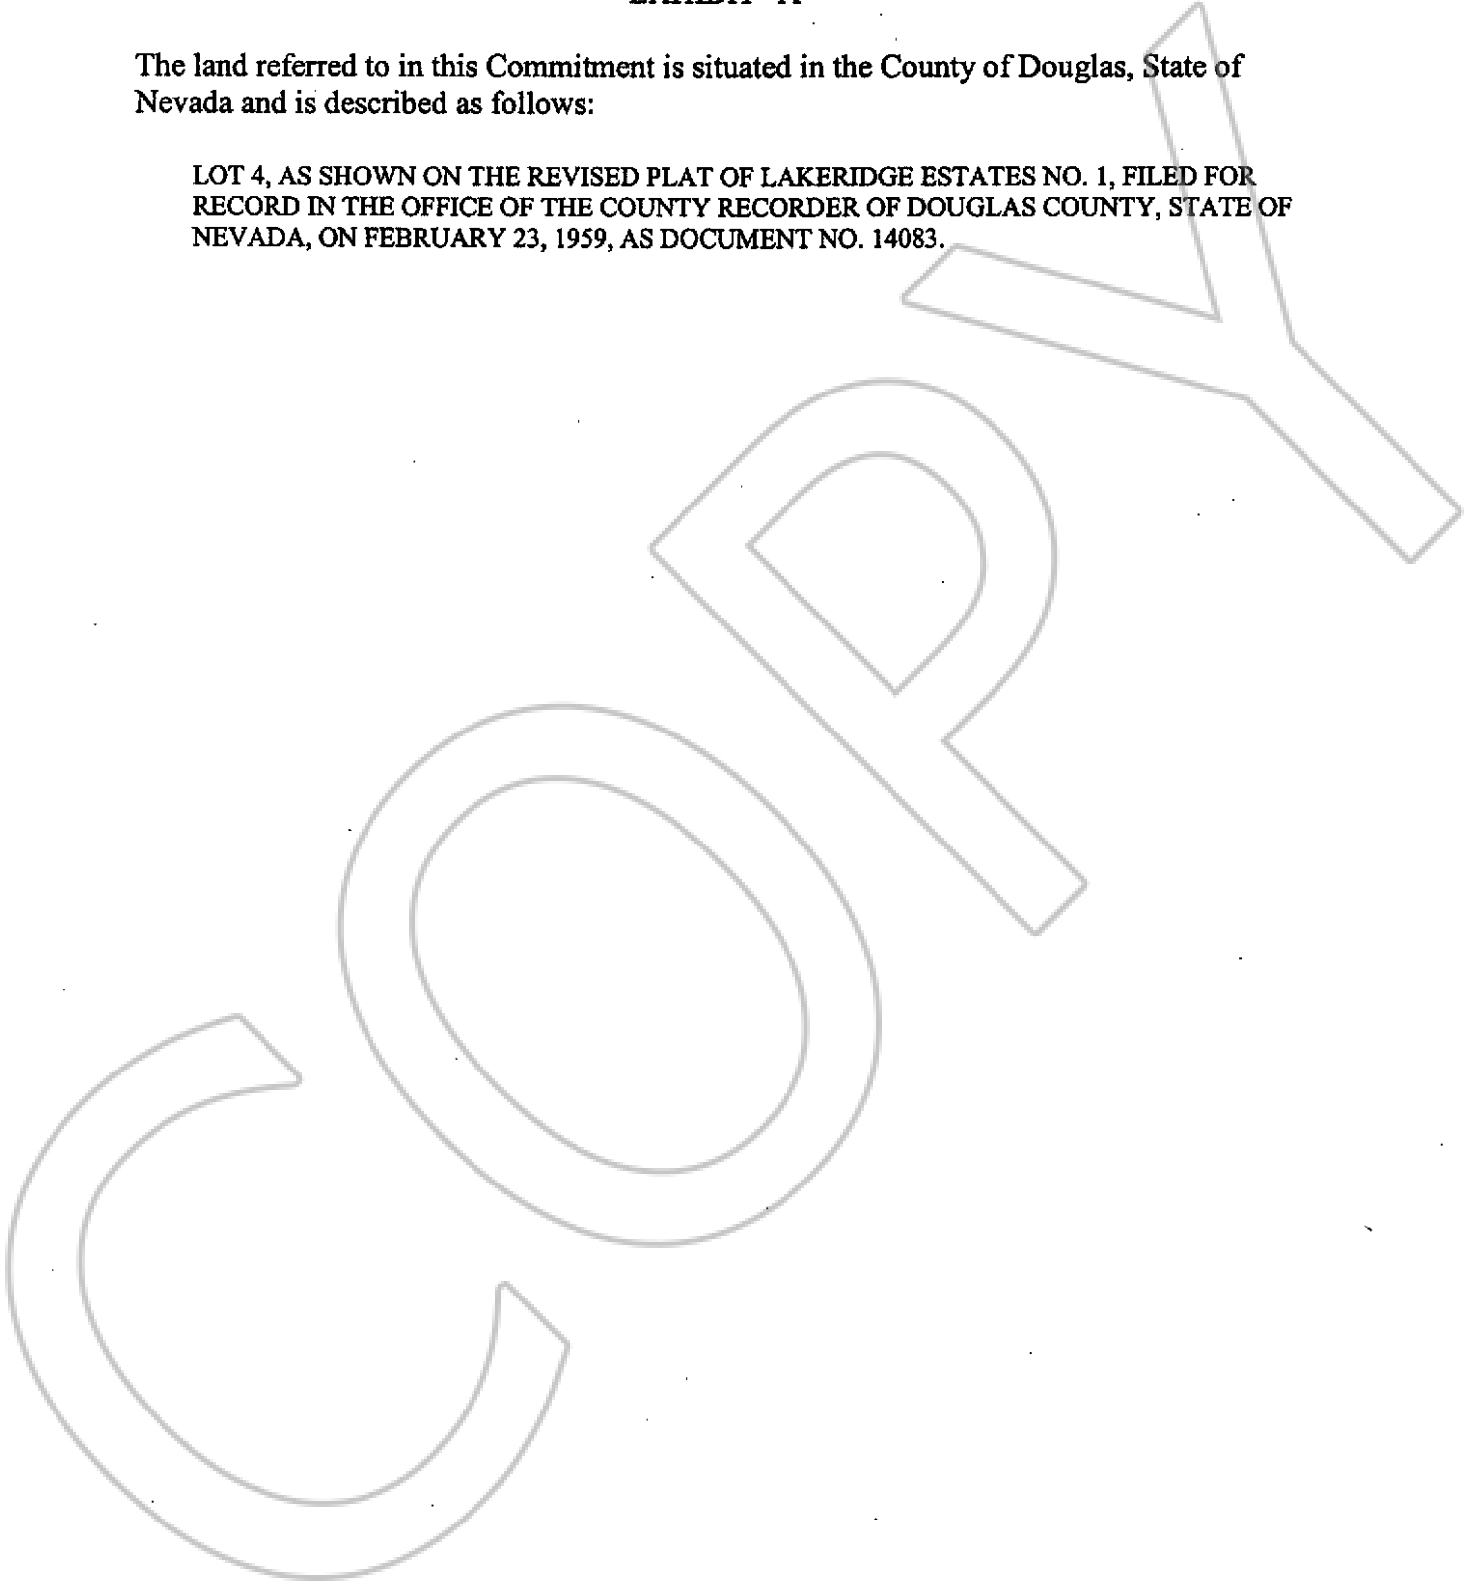 The land referred to in this Commitment is situated in the County of Douglas, State of
Nevada and is described as follows:
LOT 4, AS SHOWN ON THE REVISED PLAT OF LAKERIDGE ESTATES NO. 1, FILED FOR
RECORD IN THE OFFICE OF THE COUNTY RECORDER OF DOUGLAS COUNTY, STATE OF
NEVADA, ON FEBRUARY 23, 1959, AS DOCUMENT NO. 14083.
COPY